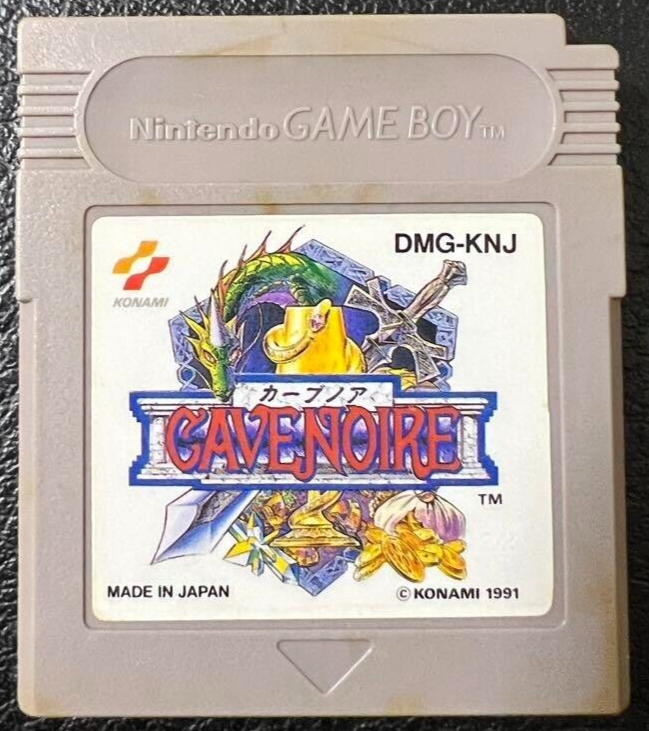 Nintendo GAME BOY TM
DMG-KNJ
KONAMI
カーブノア
CAVENOIRE
TM
MADE IN JAPAN
© KONAMI 1991